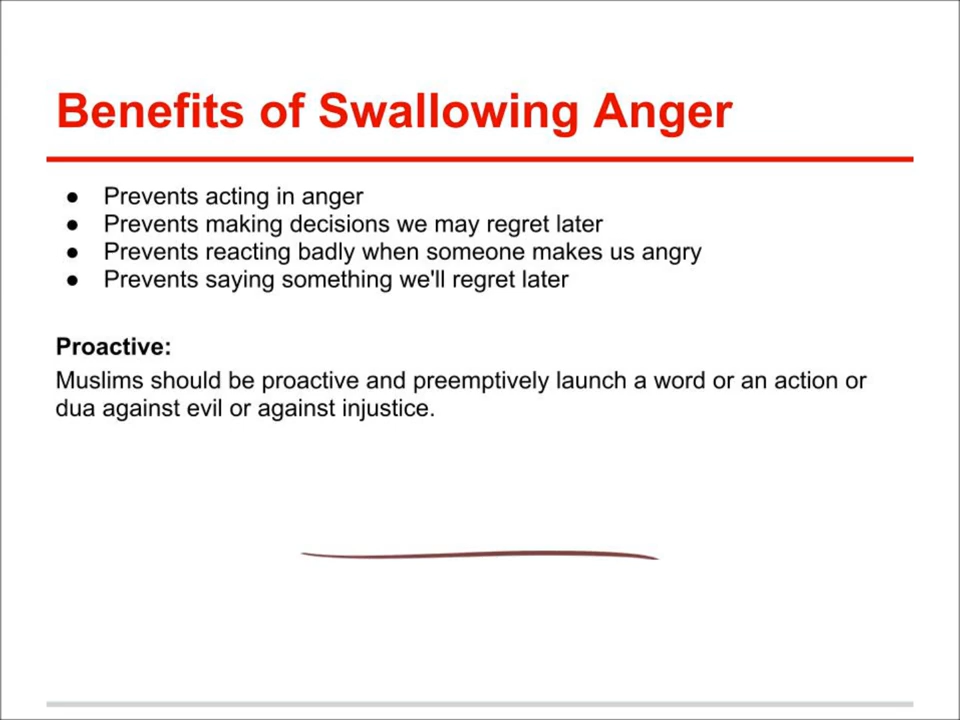 Benefits of Swallowing Anger
● Prevents acting in anger
● Prevents making decisions we may regret later
● Prevents reacting badly when someone makes us angry
● Prevents saying something we'll regret later
Proactive:
Muslims should be proactive and preemptively launch a word or an action or
dua against evil or against injustice.